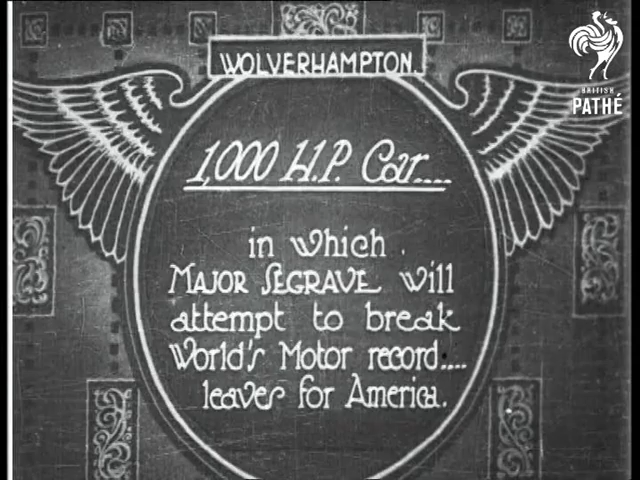 WOLVERHAMPTON.
BRITISH
PATHÉ
1,000 H.P. Car....
in which
MAJOR SEGRAVE will
attempt to break
World's Motor record....
leaves for America.